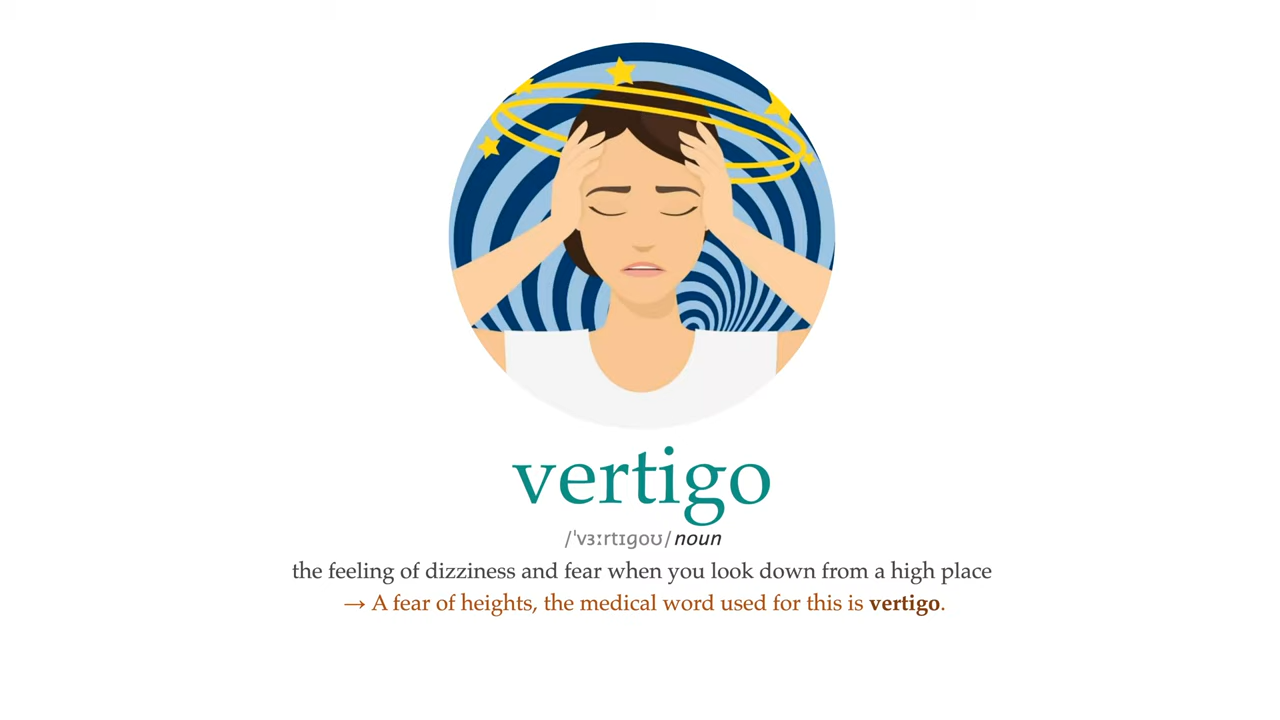 vertigo
/ˈvɜːrtɪɡoʊ/ noun
the feeling of dizziness and fear when you look down from a high place
→ A fear of heights, the medical word used for this is vertigo.